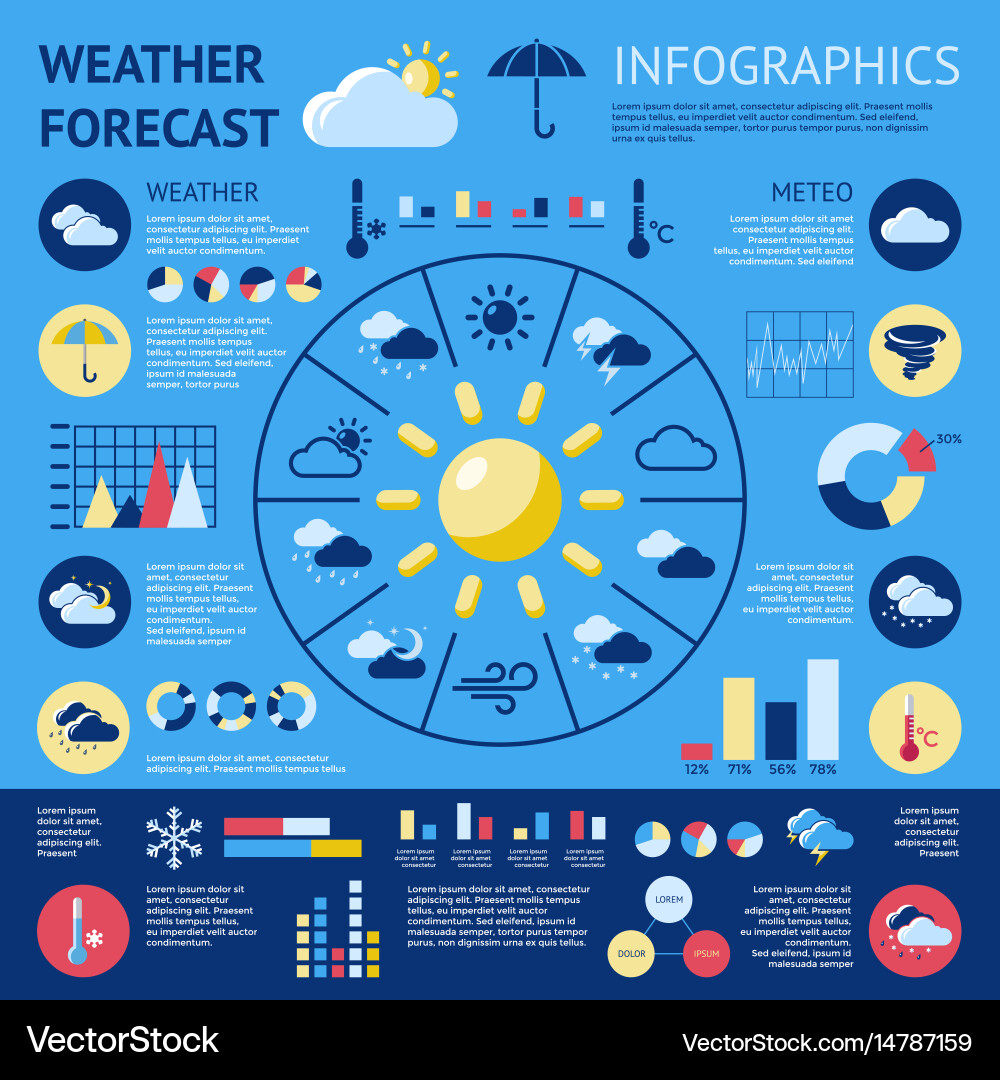 WEATHER
FORECAST
INFOGRAPHICS
Lorem ipsum dolor sit amet,
consectetur adipiscing elit. Praesent mollis
tempus tellus, eu imperdiet velit auctor condimentum. Sed eleifend,
ipsum id malesuada semper, tortor purus tempor purus, non dignissim
urna ex quis tellus.
WEATHER
Lorem ipsum dolor sit amet,
consectetur adipiscing elit. Praesent
mollis tempus tellus, eu imperdiet
velit auctor condimentum.
°C
METEO
Lorem ipsum dolor sit
amet, consectetur
adipiscing elit.
Praesent mollis tempus
tellus, eu imperdiet velit auctor
condimentum. Sed eleifend
Lorem ipsum dolor sit amet,
consectetur adipiscing elit.
Praesent mollis tempus
tellus, eu imperdiet velit auctor
condimentum. Sed eleifend,
ipsum id malesuada
semper, tortor purus
30%
Lorem ipsum dolor sit
amet, consectetur
adipiscing elit. Praesent
mollis tempus tellus,
eu imperdiet velit auctor
condimentum.
Sed eleifend, ipsum id
malesuada semper
Lorem ipsum dolor sit
amet, consectetur
adipiscing elit. Praesent
mollis tempus tellus,
eu imperdiet velit auctor
condimentum.
Lorem ipsum dolor sit amet, consectetur
adipiscing elit. Praesent mollis tempus tellus
12% 71% 56% 78%
°C
Lorem ipsum
dolor sit amet,
consectetur
adipiscing elit.
Praesent
Lorem ipsum
dolor sit amet
consectetur
Lorem ipsum
dolor sit amet
consectetur
Lorem ipsum
dolor sit amet
consectetur
Lorem ipsum
dolor sit amet
consectetur
Lorem ipsum
dolor sit amet,
consectetur
adipiscing elit.
Praesent
Lorem ipsum dolor sit
amet, consectetur
adipiscing elit. Praesent
mollis tempus tellus,
eu imperdiet velit auctor
condimentum.
Lorem ipsum dolor sit amet, consectetur
adipiscing elit. Praesent mollis tempus
tellus, eu imperdiet velit auctor
condimentum. Sed eleifend, ipsum id
malesuada semper, tortor purus tempor
purus, non dignissim urna ex quis tellus.
LOREM
DOLOR
IPSUM
Lorem ipsum dolor sit
amet, consectetur
adipiscing elit. Praesent
mollis tempus tellus,
eu imperdiet velit auctor
condimentum.
Sed eleifend, ipsum id
malesuada semper
VectorStock
VectorStock.com/14787159